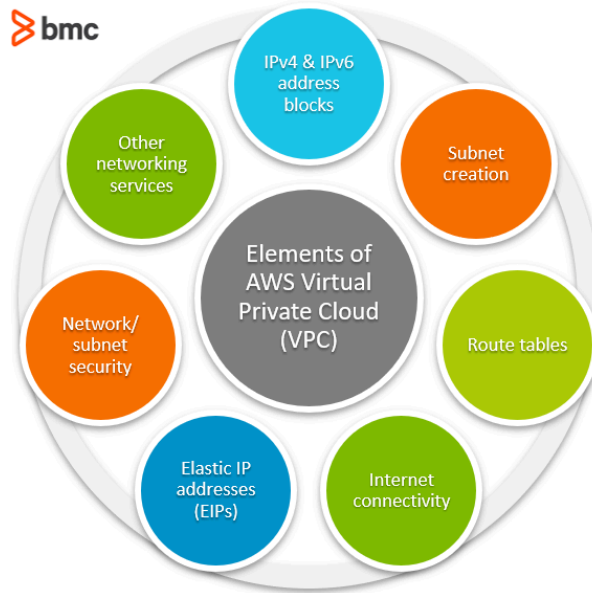 bmc
IPv4 & IPv6
address
blocks
Subnet
creation
Route tables
Internet
connectivity
Elastic IP
addresses
(EIPs)
Network/
subnet
security
Other
networking
services
Elements of
AWS Virtual
Private Cloud
(VPC)